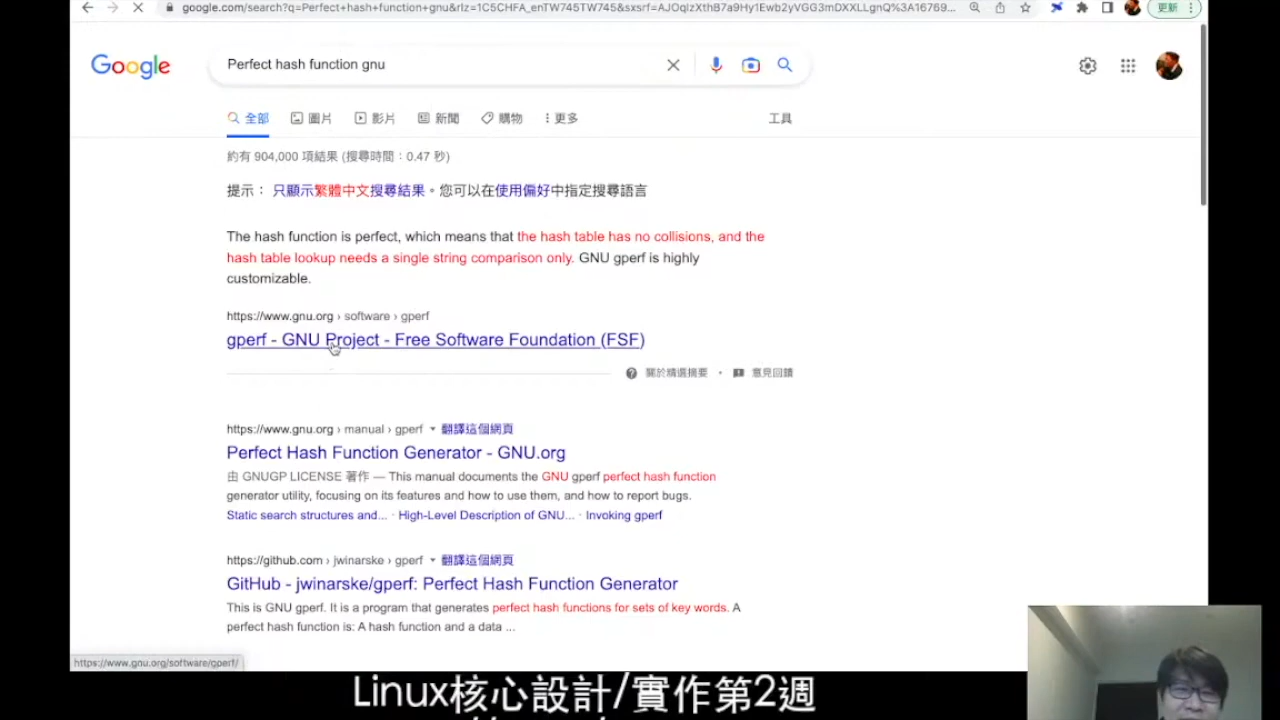 google.com/search?q=Perfect+hash+function+gnu&rlz=1C5CHFA_enTW745TW745&sxsrf=AJOqlzXthB7a9Hy1Ewb2yVGG3mDXXLLgnQ%3A16769...
更新
Google
Perfect hash function gnu
全部 圖片 影片 新聞 購物 更多 工具
約有 904,000 項結果 (搜尋時間：0.47 秒)
提示： 只顯示繁體中文搜尋結果。您可以在使用偏好中指定搜尋語言
The hash function is perfect, which means that the hash table has no collisions, and the
hash table lookup needs a single string comparison only. GNU gperf is highly
customizable.
https://www.gnu.org › software › gperf
gperf - GNU Project - Free Software Foundation (FSF)
關於精選摘要 • 意見回饋
https://www.gnu.org › manual › gperf 翻譯這個網頁
Perfect Hash Function Generator - GNU.org
由 GNUGP LICENSE 著作 — This manual documents the GNU gperf perfect hash function
generator utility, focusing on its features and how to use them, and how to report bugs.
Static search structures and... · High-Level Description of GNU... · Invoking gperf
https://github.com › jwinarske › gperf 翻譯這個網頁
GitHub - jwinarske/gperf: Perfect Hash Function Generator
This is GNU gperf. It is a program that generates perfect hash functions for sets of key words. A
perfect hash function is: A hash function and a data ...
https://www.gnu.org/software/gperf/
Linux核心設計/實作第2週